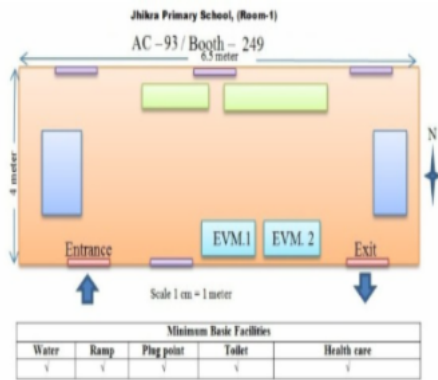 Jhikra Primary School, (Room-1)
AC -93 / Booth - 249
6.5 meter
4 meter
N
EVM.1 EVM. 2
Entrance Exit
Scale 1 cm = 1 meter
Minimum Basic Facilities
Water Ramp Plug point Toilet Health care
√ √ √ √ √